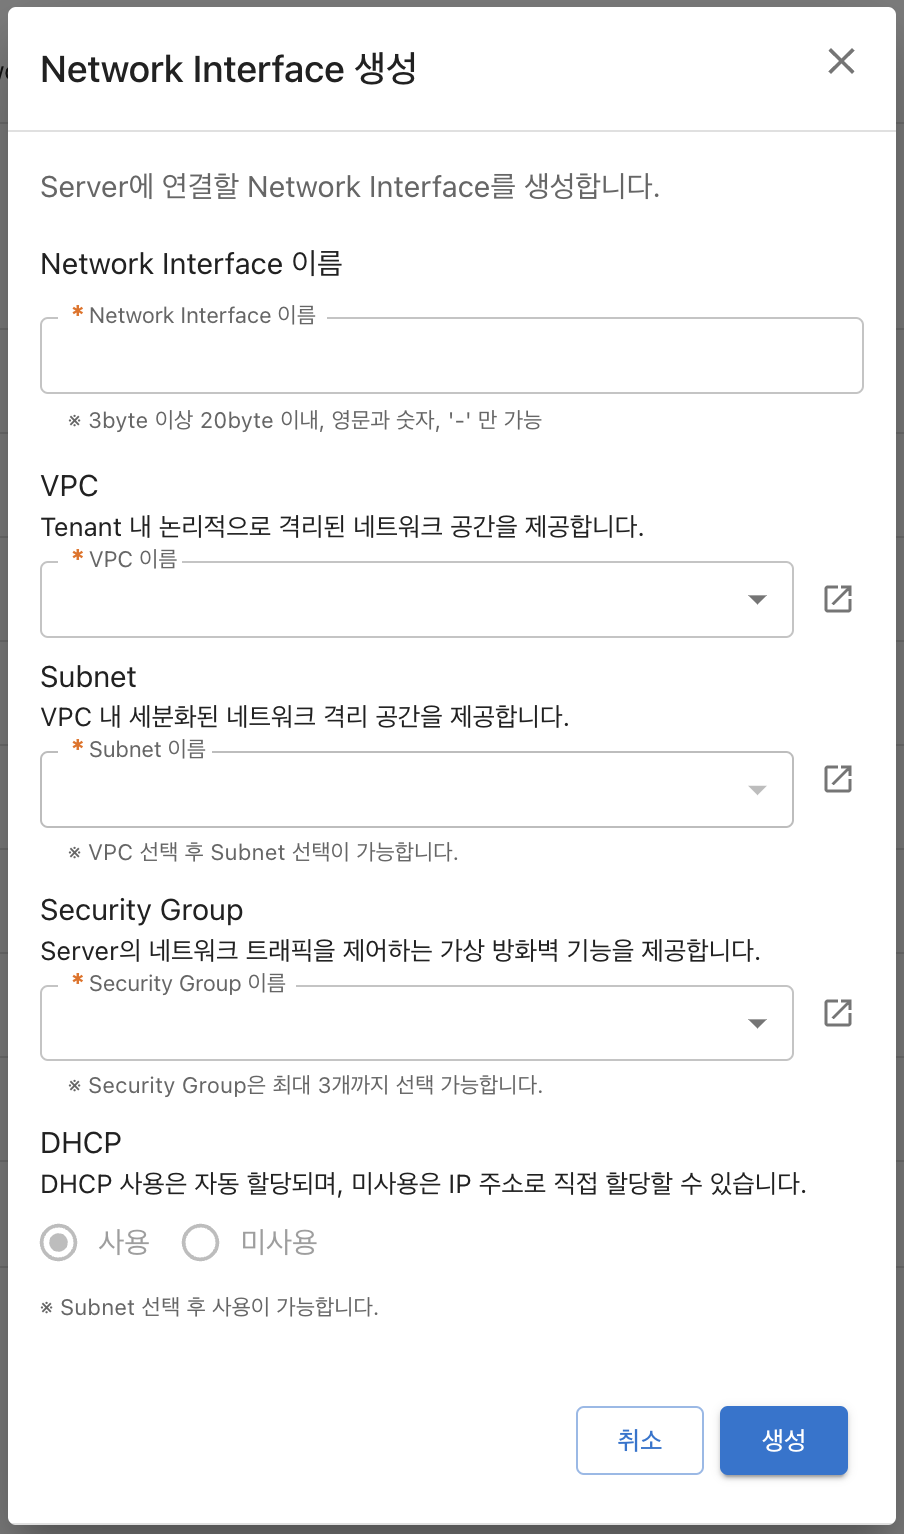 Network Interface 생성
Server에 연결할 Network Interface를 생성합니다.
Network Interface 이름
* Network Interface 이름
※ 3byte 이상 20byte 이내, 영문과 숫자, '-' 만 가능
VPC
Tenant 내 논리적으로 격리된 네트워크 공간을 제공합니다.
* VPC 이름
Subnet
VPC 내 세분화된 네트워크 격리 공간을 제공합니다.
* Subnet 이름
※ VPC 선택 후 Subnet 선택이 가능합니다.
Security Group
Server의 네트워크 트래픽을 제어하는 가상 방화벽 기능을 제공합니다.
* Security Group 이름
※ Security Group은 최대 3개까지 선택 가능합니다.
DHCP
DHCP 사용은 자동 할당되며, 미사용은 IP 주소로 직접 할당할 수 있습니다.
사용 미사용
※ Subnet 선택 후 사용이 가능합니다.
취소 생성